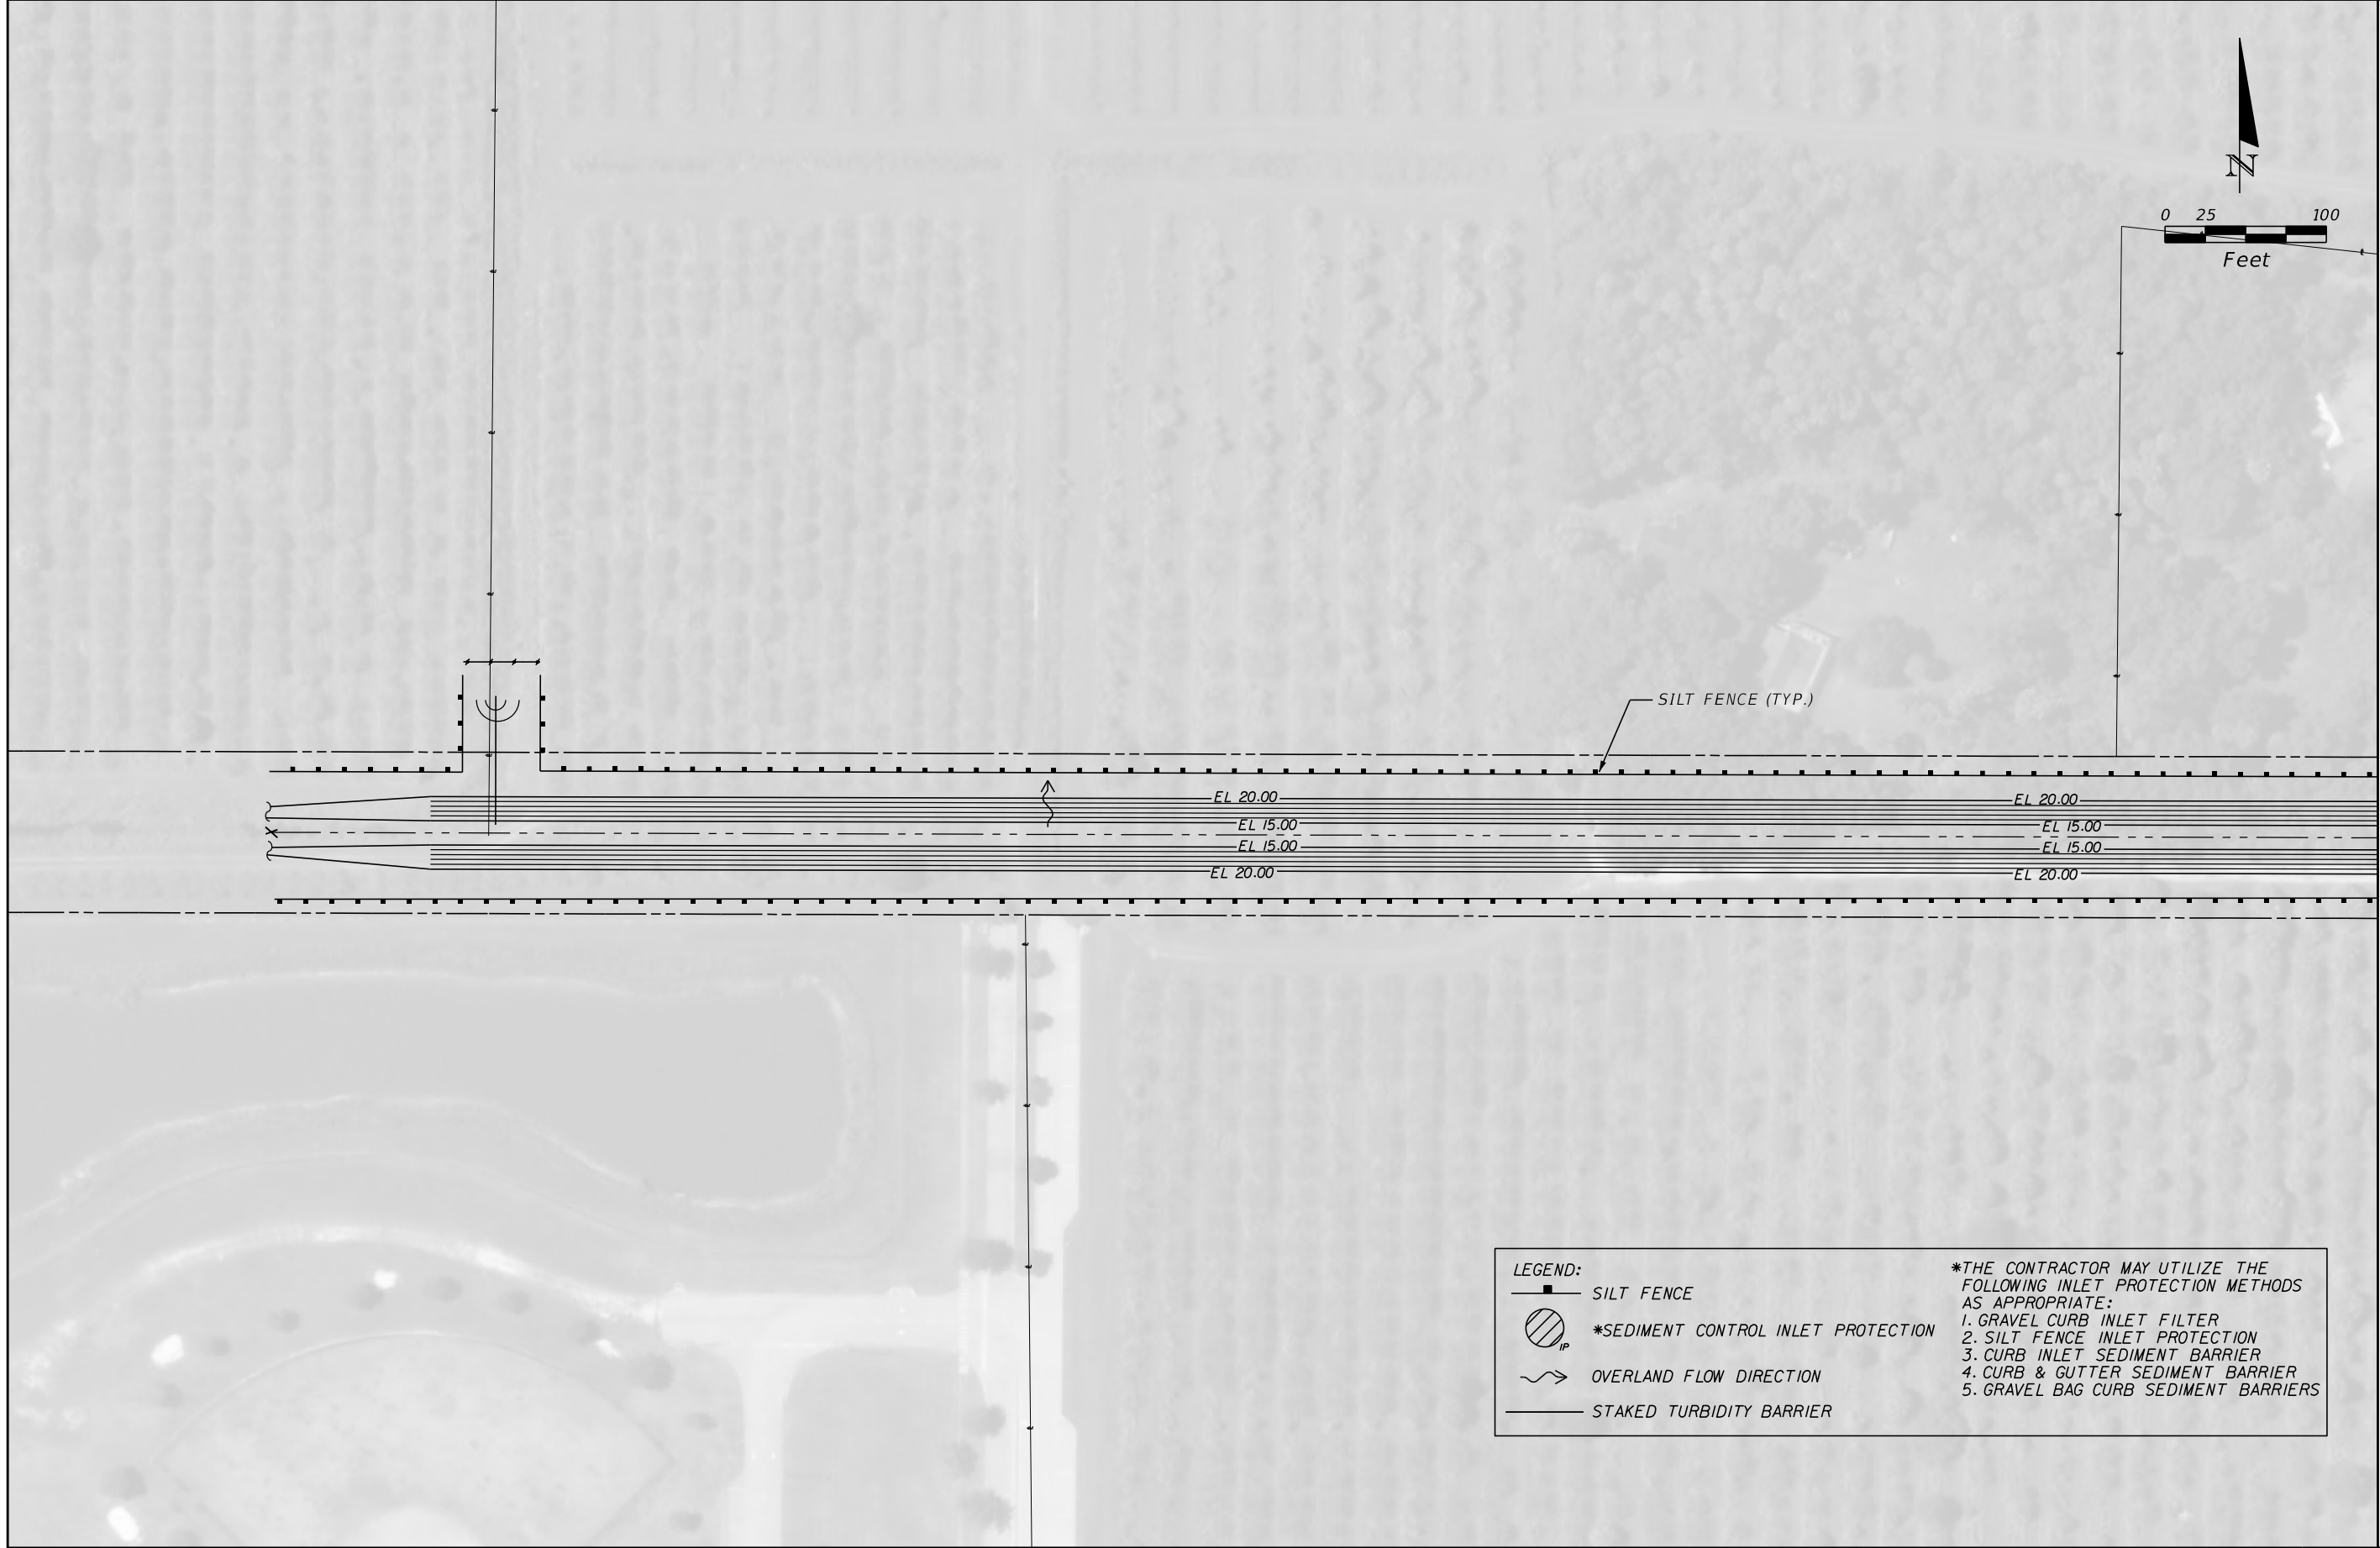 N
0 25 100
Feet
SILT FENCE (TYP.)
EL 20.00 EL 20.00
EL 15.00 EL 15.00
EL 15.00 EL 15.00
EL 20.00 EL 20.00
LEGEND:
SILT FENCE
*SEDIMENT CONTROL INLET PROTECTION
IP
OVERLAND FLOW DIRECTION
STAKED TURBIDITY BARRIER
*THE CONTRACTOR MAY UTILIZE THE
FOLLOWING INLET PROTECTION METHODS
AS APPROPRIATE:
1. GRAVEL CURB INLET FILTER
2. SILT FENCE INLET PROTECTION
3. CURB INLET SEDIMENT BARRIER
4. CURB & GUTTER SEDIMENT BARRIER
5. GRAVEL BAG CURB SEDIMENT BARRIERS